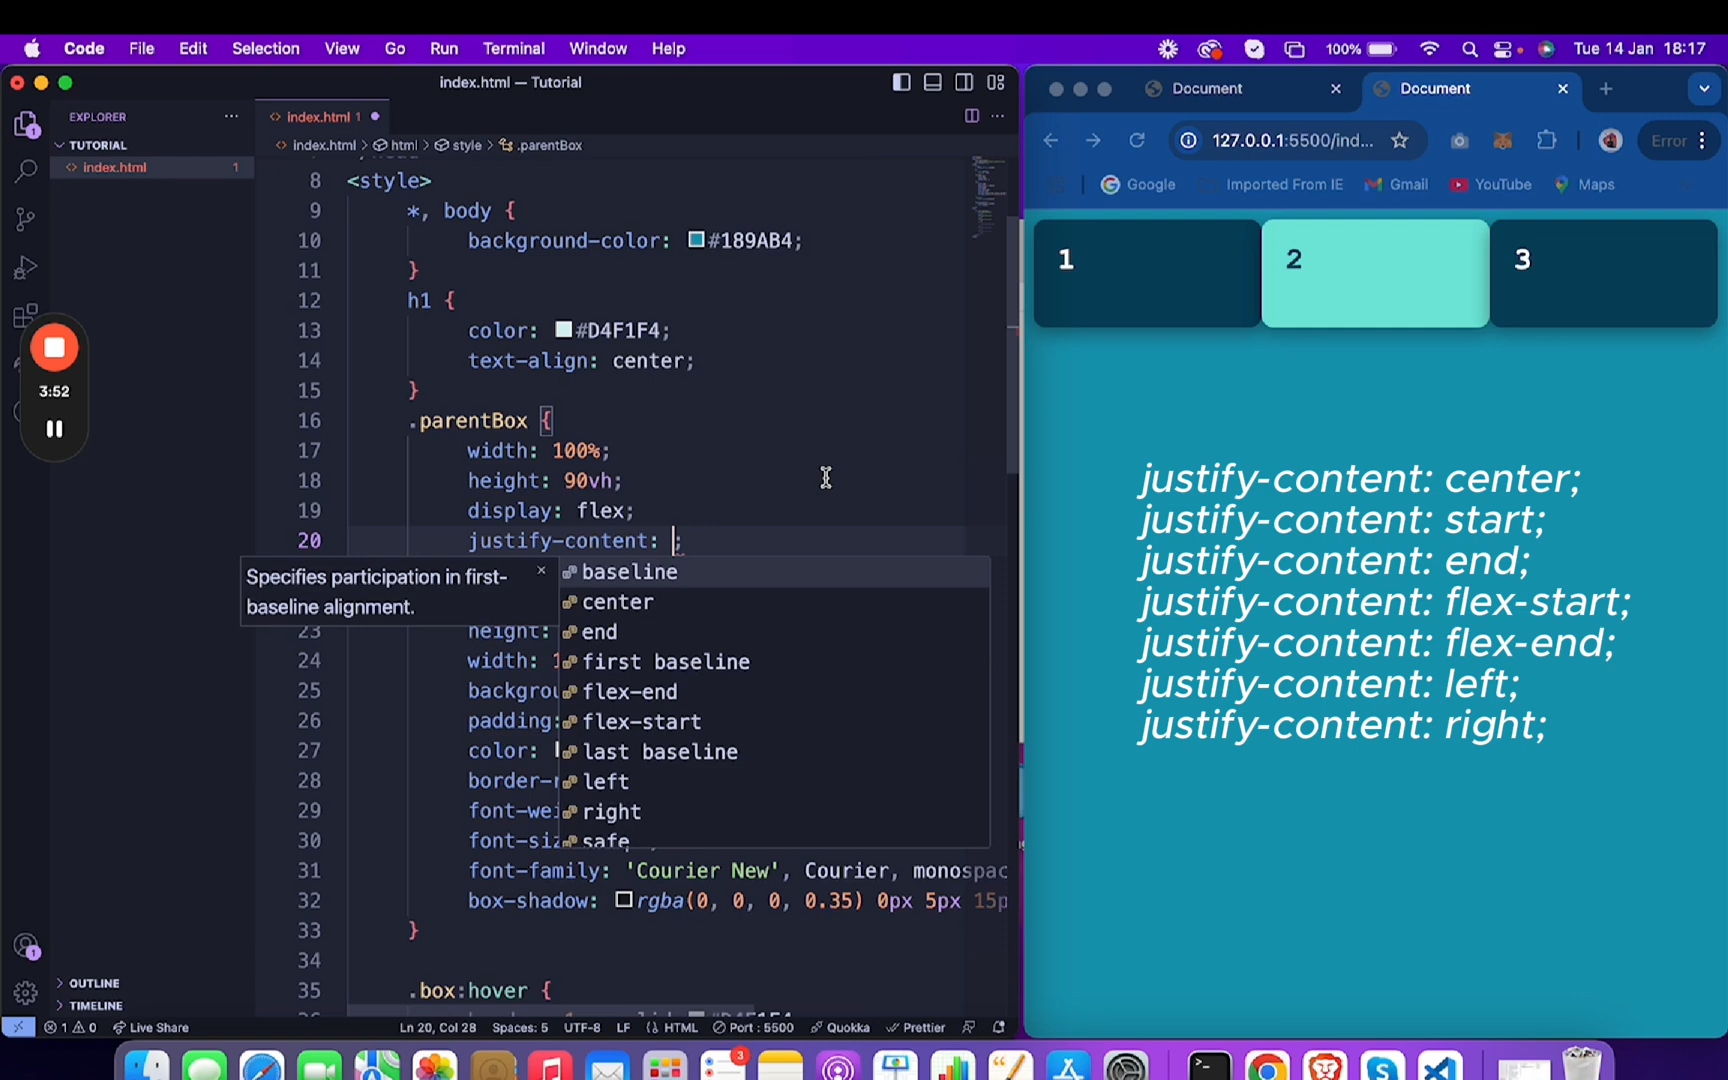 Code File Edit Selection View Go Run Terminal Window Help 100% Tue 14 Jan 18:17
index.html — Tutorial
EXPLORER
TUTORIAL
index.html 1
index.html 1
index.html html style .parentBox
8 <style>
9 *, body {
10 background-color: #189AB4;
11 }
12 h1 {
13 color: #D4F1F4;
14 text-align: center;
15 }
16 .parentBox {
17 width: 100%;
18 height: 90vh;
19 display: flex;
20 justify-content: ;
Specifies participation in first-
baseline alignment.
baseline
center
end
first baseline
flex-end
flex-start
last baseline
left
right
safe
23 height:
24 width: 1
25 backgrou
26 padding:
27 color:
28 border-r
29 font-wei
30 font-siz
31 font-family: 'Courier New', Courier, monospac
32 box-shadow: rgba(0, 0, 0, 0.35) 0px 5px 15p
33 }
34
35 .box:hover {
3:52
OUTLINE
TIMELINE
1 0 Live Share Ln 20, Col 28 Spaces: 5 UTF-8 LF HTML Port : 5500 Quokka Prettier
Document Document
127.0.0.1:5500/ind... Error
Google Imported From IE Gmail YouTube Maps
1 2 3
justify-content: center;
justify-content: start;
justify-content: end;
justify-content: flex-start;
justify-content: flex-end;
justify-content: left;
justify-content: right;
3